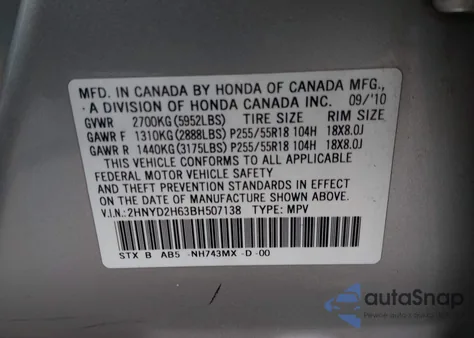 MFD. IN CANADA BY HONDA OF CANADA MFG.,
A DIVISION OF HONDA CANADA INC. 09/'10
GVWR 2700KG(5952LBS) TIRE SIZE RIM SIZE
GAWR F 1310KG(2888LBS) P255/55R18 104H 18X8.0J
GAWR R 1440KG(3175LBS) P255/55R18 104H 18X8.0J
THIS VEHICLE CONFORMS TO ALL APPLICABLE
FEDERAL MOTOR VEHICLE SAFETY
AND THEFT PREVENTION STANDARDS IN EFFECT
ON THE DATE OF MANUFACTURE SHOWN ABOVE.
V.I.N.: 2HNYD2H63BH507138 TYPE: MPV
STX B AB5 -NH743MX -D -00
autaSnap